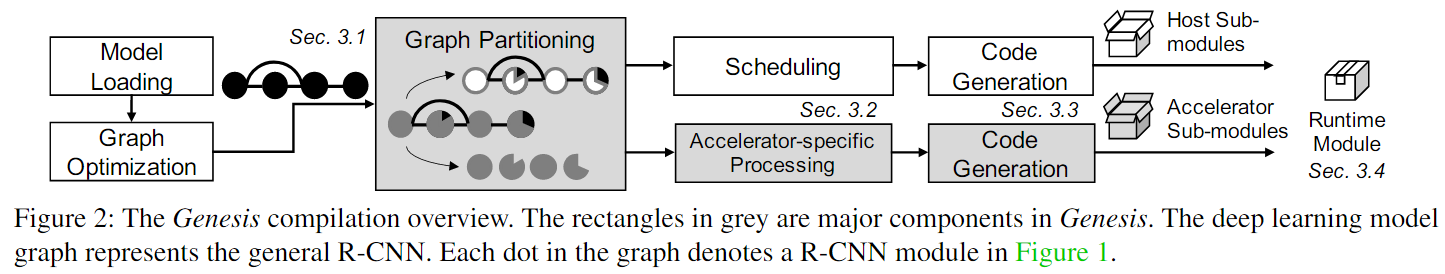 Model
Loading
Graph
Optimization
Sec. 3.1
Graph Partitioning
Scheduling
Sec. 3.2
Accelerator-specific
Processing
Code
Generation
Sec. 3.3
Code
Generation
Host Sub-
modules
Accelerator
Sub-modules
Runtime
Module
Sec. 3.4
Figure 2: The Genesis compilation overview. The rectangles in grey are major components in Genesis. The deep learning model
graph represents the general R-CNN. Each dot in the graph denotes a R-CNN module in Figure 1.